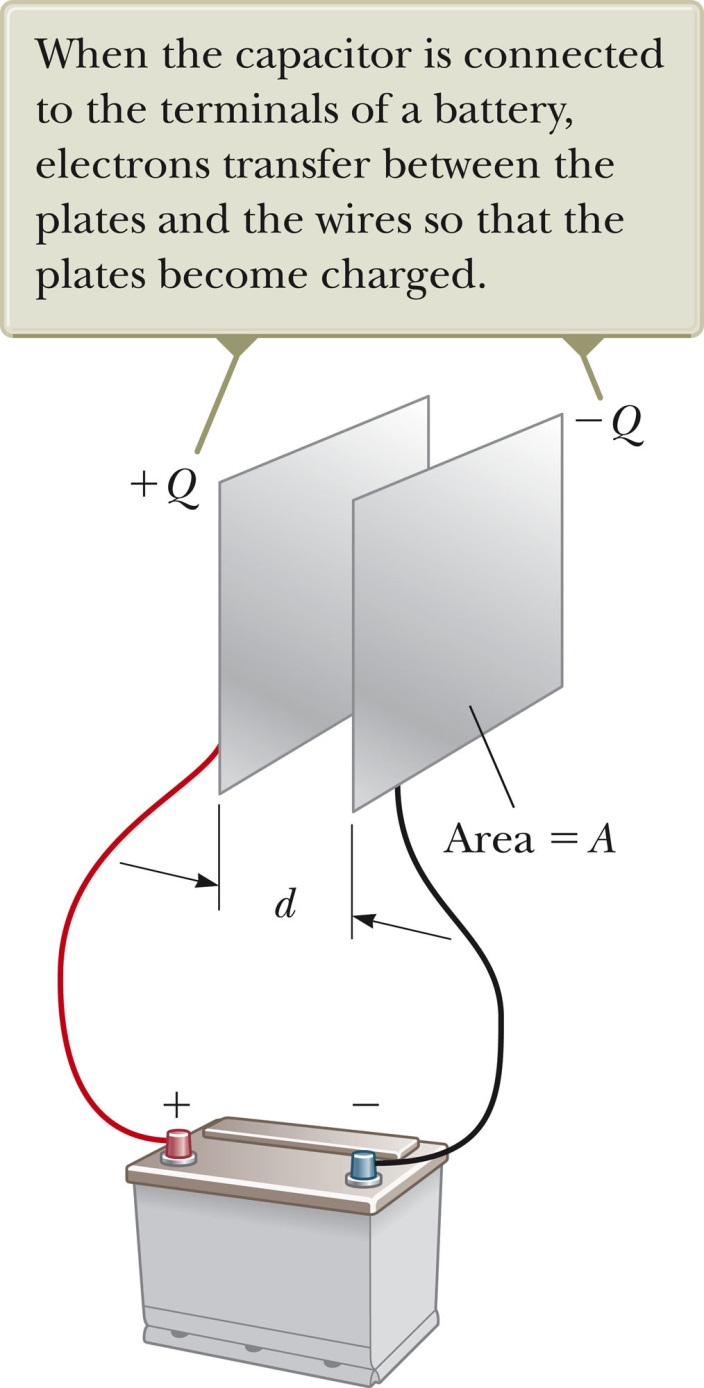 When the capacitor is connected
to the terminals of a battery,
electrons transfer between the
plates and the wires so that the
plates become charged.
−Q
+Q
Area = A
d
+ −